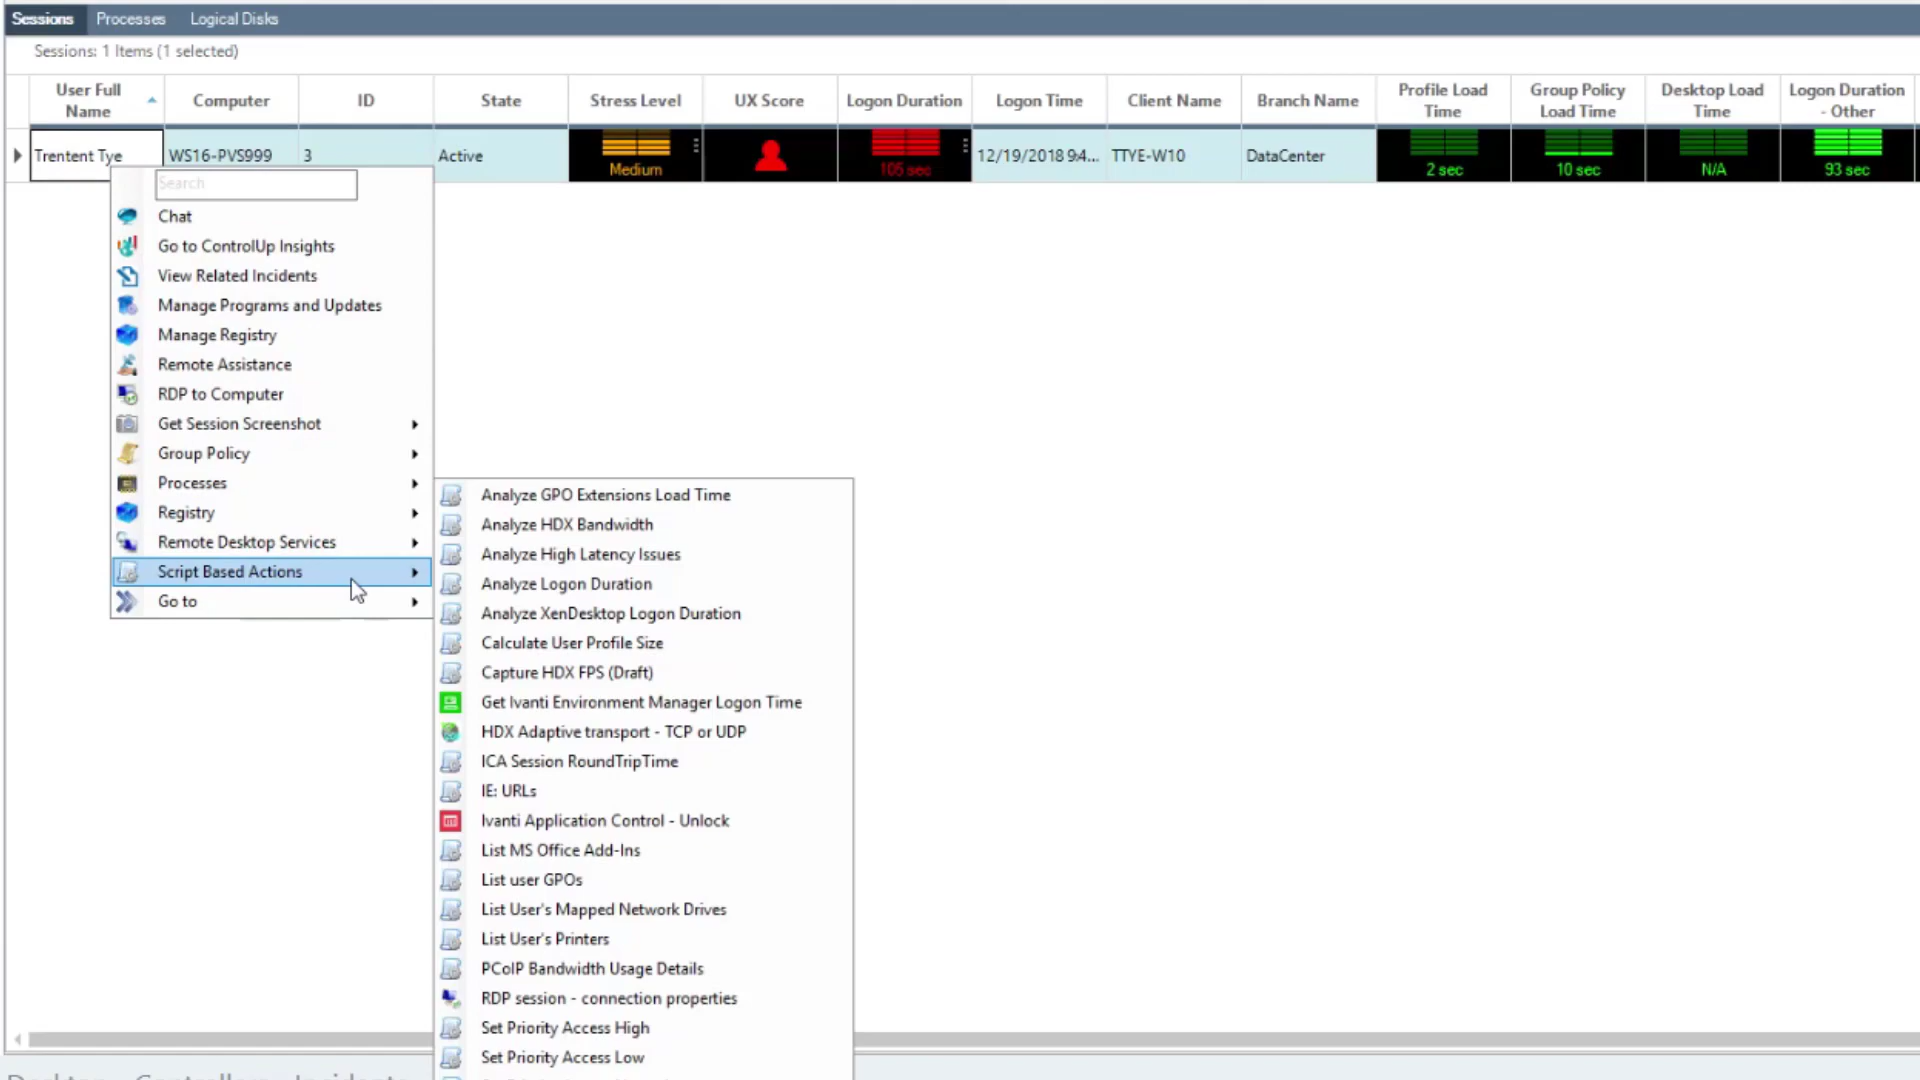 Sessions Processes Logical Disks
Sessions: 1 Items (1 selected)
User Full Name Computer ID State Stress Level UX Score Logon Duration Logon Time Client Name Branch Name Profile Load Time Group Policy Load Time Desktop Load Time Logon Duration - Other
Trentent Tye WS16-PVS999 3 Active Medium 105 sec 12/19/2018 9:4... TTYE-W10 DataCenter 2 sec 10 sec N/A 93 sec
Search
Chat
Go to ControlUp Insights
View Related Incidents
Manage Programs and Updates
Manage Registry
Remote Assistance
RDP to Computer
Get Session Screenshot
Group Policy
Processes
Registry
Remote Desktop Services
Script Based Actions
Go to
Analyze GPO Extensions Load Time
Analyze HDX Bandwidth
Analyze High Latency Issues
Analyze Logon Duration
Analyze XenDesktop Logon Duration
Calculate User Profile Size
Capture HDX FPS (Draft)
Get Ivanti Environment Manager Logon Time
HDX Adaptive transport - TCP or UDP
ICA Session RoundTripTime
IE: URLs
Ivanti Application Control - Unlock
List MS Office Add-Ins
List user GPOs
List User's Mapped Network Drives
List User's Printers
PCoIP Bandwidth Usage Details
RDP session - connection properties
Set Priority Access High
Set Priority Access Low